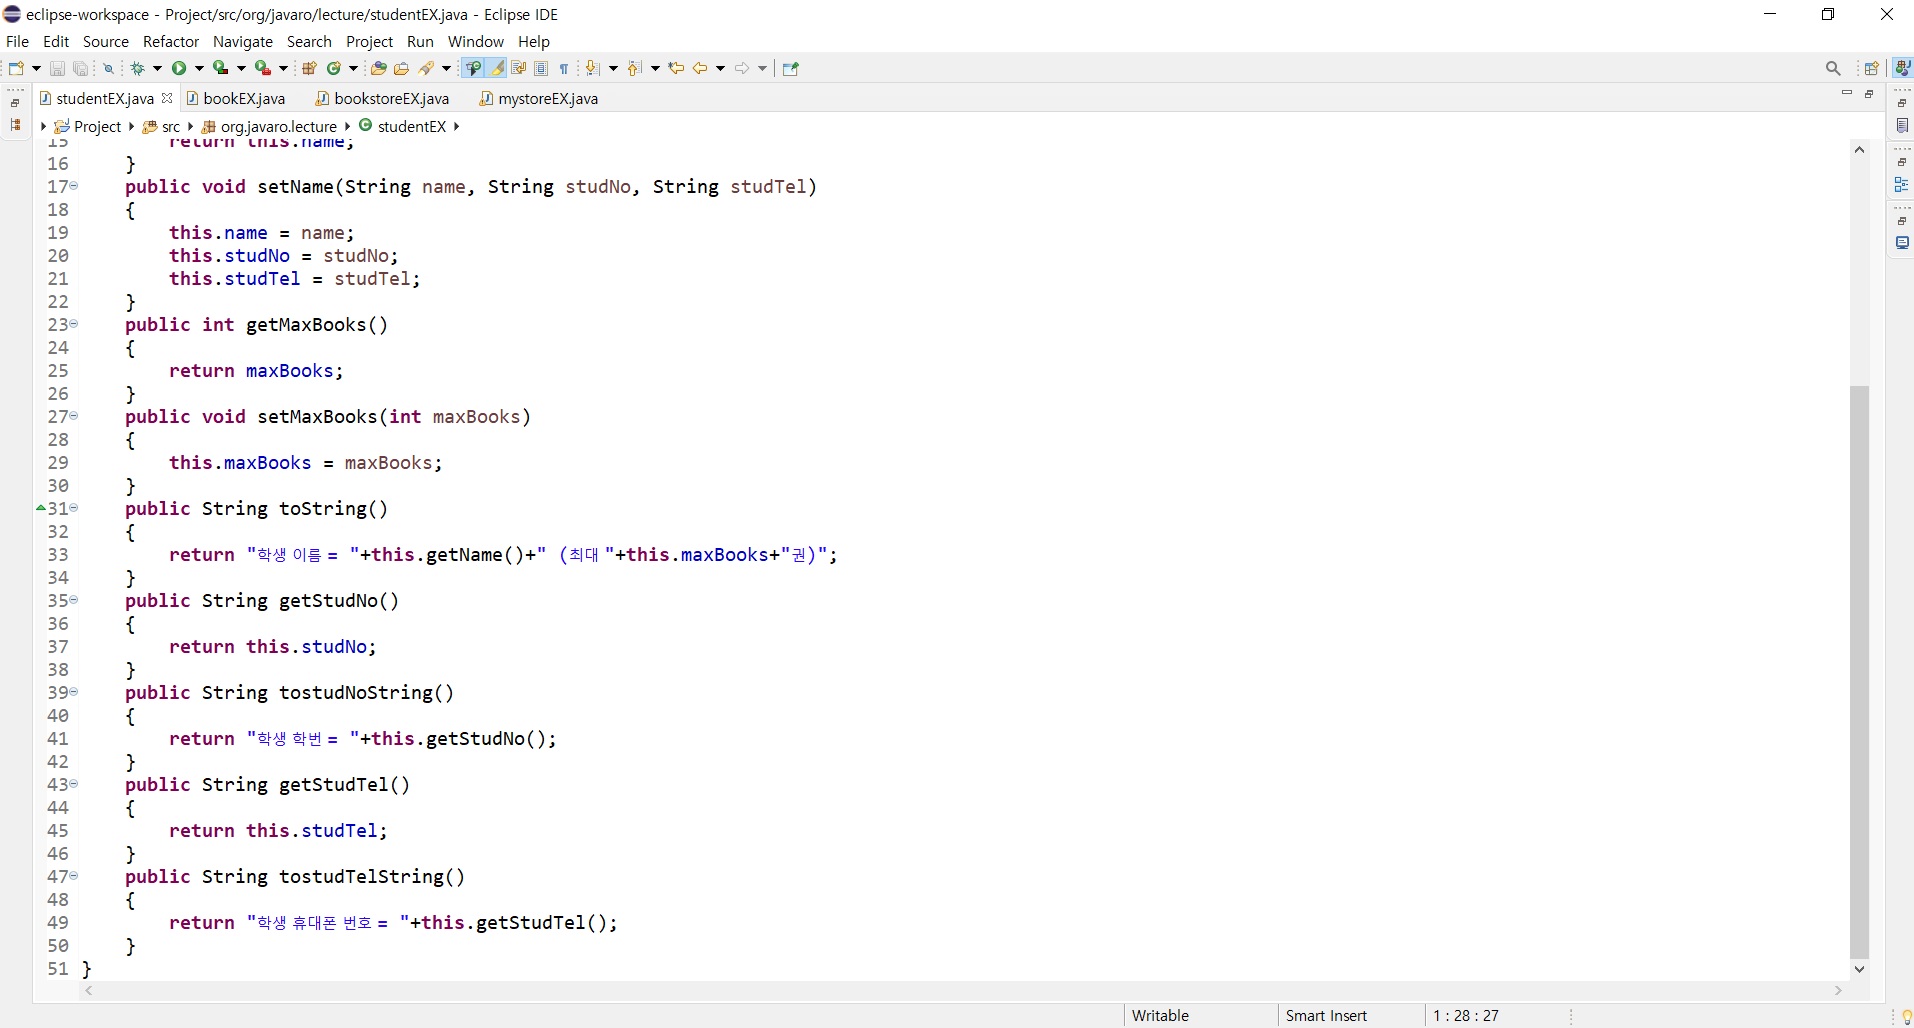 eclipse-workspace - Project/src/org/javaro/lecture/studentEX.java - Eclipse IDE
File Edit Source Refactor Navigate Search Project Run Window Help
studentEX.java bookEX.java bookstoreEX.java mystoreEX.java
Project src org.javaro.lecture studentEX
15 return this.name;
16 }
17 public void setName(String name, String studNo, String studTel)
18 {
19 this.name = name;
20 this.studNo = studNo;
21 this.studTel = studTel;
22 }
23 public int getMaxBooks()
24 {
25 return maxBooks;
26 }
27 public void setMaxBooks(int maxBooks)
28 {
29 this.maxBooks = maxBooks;
30 }
31 public String toString()
32 {
33 return "학생 이름 = "+this.getName()+" (최대 "+this.maxBooks+"권)";
34 }
35 public String getStudNo()
36 {
37 return this.studNo;
38 }
39 public String tostudNoString()
40 {
41 return "학생 학번 = "+this.getStudNo();
42 }
43 public String getStudTel()
44 {
45 return this.studTel;
46 }
47 public String tostudTelString()
48 {
49 return "학생 휴대폰 번호 = "+this.getStudTel();
50 }
51 }
Writable Smart Insert 1 : 28 : 27